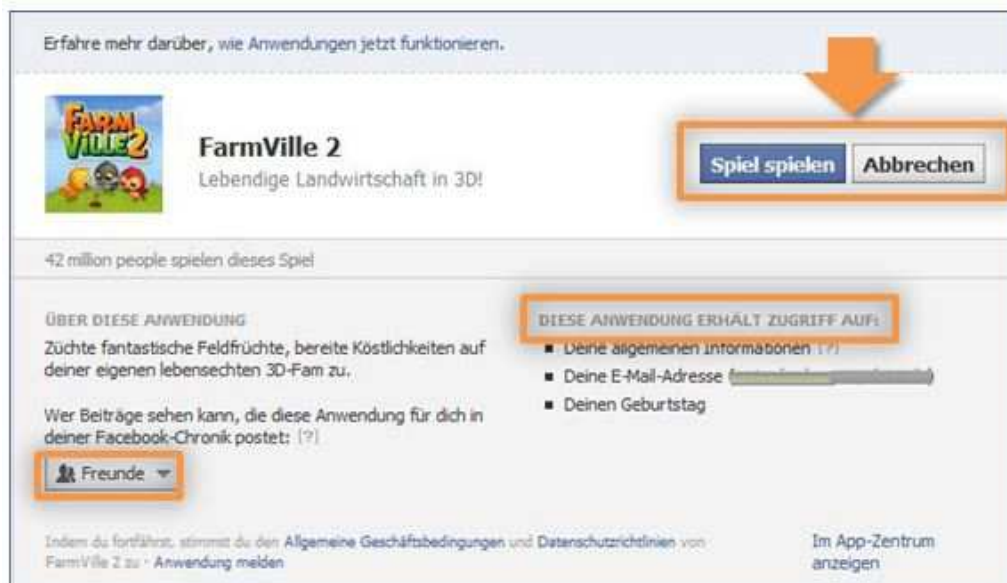 Erfahre mehr darüber, wie Anwendungen jetzt funktionieren.
FARM
VILLE2
FarmVille 2
Lebendige Landwirtschaft in 3D!
Spiel spielen
Abbrechen
42 million people spielen dieses Spiel
ÜBER DIESE ANWENDUNG
Züchte fantastische Feldfrüchte, bereite Köstlichkeiten auf
deiner eigenen lebensechten 3D-Fam zu.
Wer Beiträge sehen kann, die diese Anwendung für dich in
deiner Facebook-Chronik postet: [?]
Freunde
DIESE ANWENDUNG ERHÄLT ZUGRIFF AUF:
Deine allgemeinen Informationen [?]
Deine E-Mail-Adresse
Deinen Geburtstag
Indem du fortfährst, stimmst du den Allgemeine Geschäftsbedingungen und Datenschutzrichtlinien von
FarmVille 2 zu · Anwendung melden
Im App-Zentrum
anzeigen